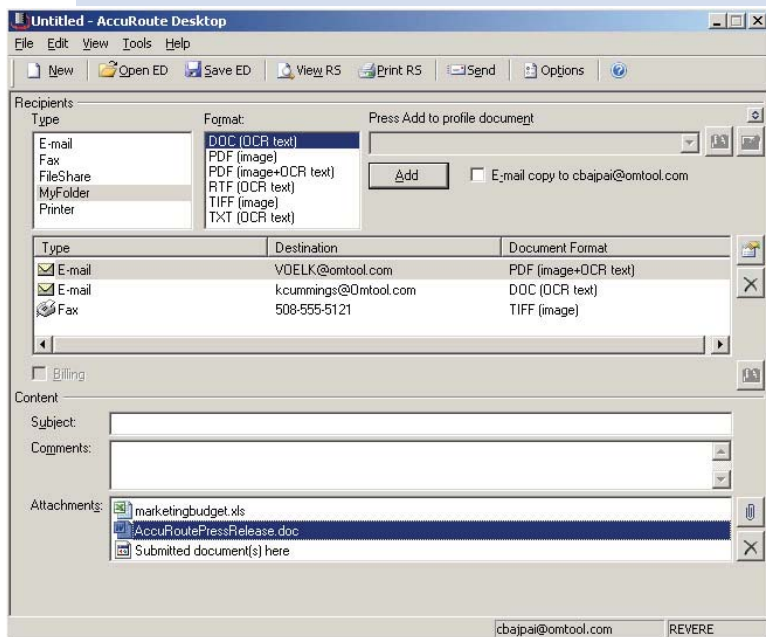 Untitled - AccuRoute Desktop
File Edit View Tools Help
New Open ED Save ED View RS Print RS Send Options
Recipients
Type Format: Press Add to profile document
E-mail
Fax
FileShare
MyFolder
Printer
DOC (OCR text)
PDF (image)
PDF (image+OCR text)
RTF (OCR text)
TIFF (image)
TXT (OCR text)
Add E-mail copy to cbajpai@omtool.com
Type Destination Document Format
E-mail VOELK@omtool.com PDF (image+OCR text)
E-mail kcummings@Omtool.com DOC (OCR text)
Fax 508-555-5121 TIFF (image)
Billing
Content
Subject:
Comments:
Attachments: marketingbudget.xls
AccuRoutePressRelease.doc
Submitted document(s) here
cbajpai@omtool.com REVERE